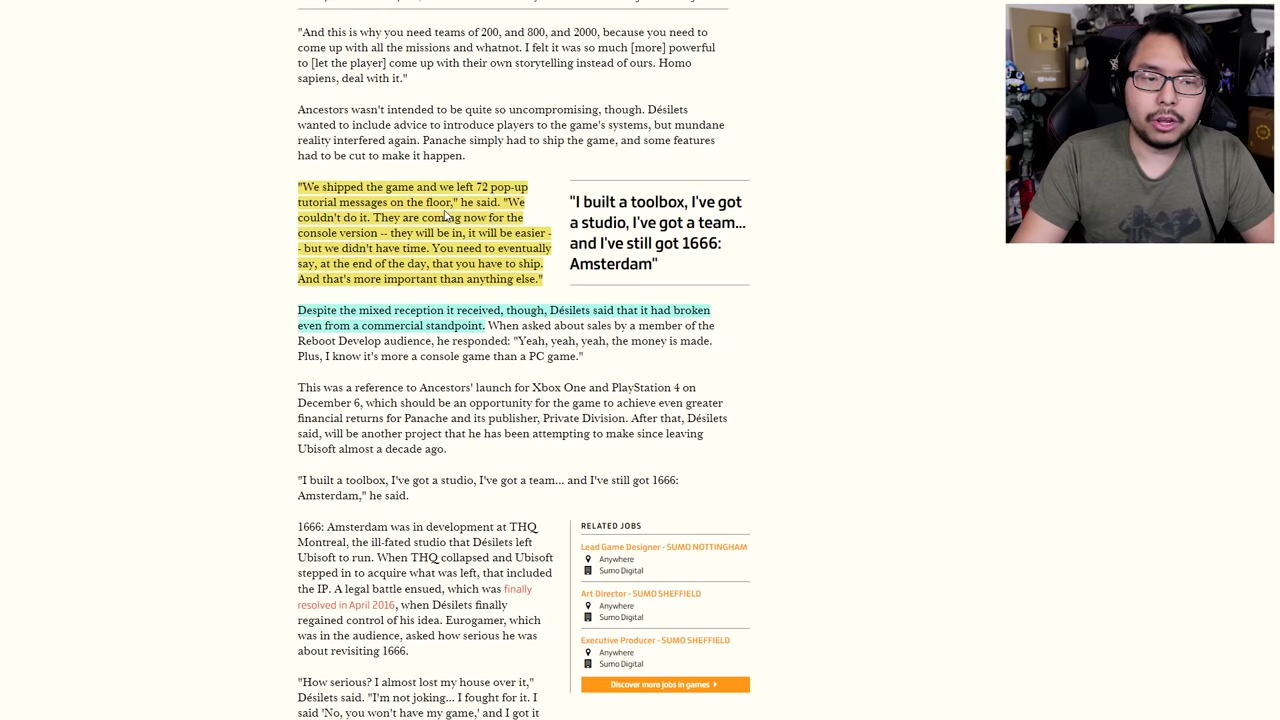 "And this is why you need teams of 200, and 800, and 2000, because you need to
come up with all the missions and whatnot. I felt it was so much [more] powerful
to [let the player] come up with their own storytelling instead of ours. Homo
sapiens, deal with it."
Ancestors wasn't intended to be quite so uncompromising, though. Désilets
wanted to include advice to introduce players to the game's systems, but mundane
reality interfered again. Panache simply had to ship the game, and some features
had to be cut to make it happen.
"We shipped the game and we left 72 pop-up
tutorial messages on the floor," he said. "We
couldn't do it. They are coming now for the
console version -- they will be in, it will be easier -
- but we didn't have time. You need to eventually
say, at the end of the day, that you have to ship.
And that's more important than anything else."
"I built a toolbox, I've got
a studio, I've got a team...
and I've still got 1666:
Amsterdam"
Despite the mixed reception it received, though, Désilets said that it had broken
even from a commercial standpoint. When asked about sales by a member of the
Reboot Develop audience, he responded: "Yeah, yeah, yeah, the money is made.
Plus, I know it's more a console game than a PC game."
This was a reference to Ancestors' launch for Xbox One and PlayStation 4 on
December 6, which should be an opportunity for the game to achieve even greater
financial returns for Panache and its publisher, Private Division. After that, Désilets
said, will be another project that he has been attempting to make since leaving
Ubisoft almost a decade ago.
"I built a toolbox, I've got a studio, I've got a team... and I've still got 1666:
Amsterdam," he said.
1666: Amsterdam was in development at THQ
Montreal, the ill-fated studio that Désilets left
Ubisoft to run. When THQ collapsed and Ubisoft
stepped in to acquire what was left, that included
the IP. A legal battle ensued, which was finally
resolved in April 2016, when Désilets finally
regained control of his idea. Eurogamer, which
was in the audience, asked how serious he was
about revisiting 1666.
"How serious? I almost lost my house over it,"
Désilets said. "I'm not joking... I fought for it. I
said 'No, you won't have my game,' and I got it
RELATED JOBS
Lead Game Designer - SUMO NOTTINGHAM
Anywhere
Sumo Digital
Art Director - SUMO SHEFFIELD
Anywhere
Sumo Digital
Executive Producer - SUMO SHEFFIELD
Anywhere
Sumo Digital
Discover more jobs in games